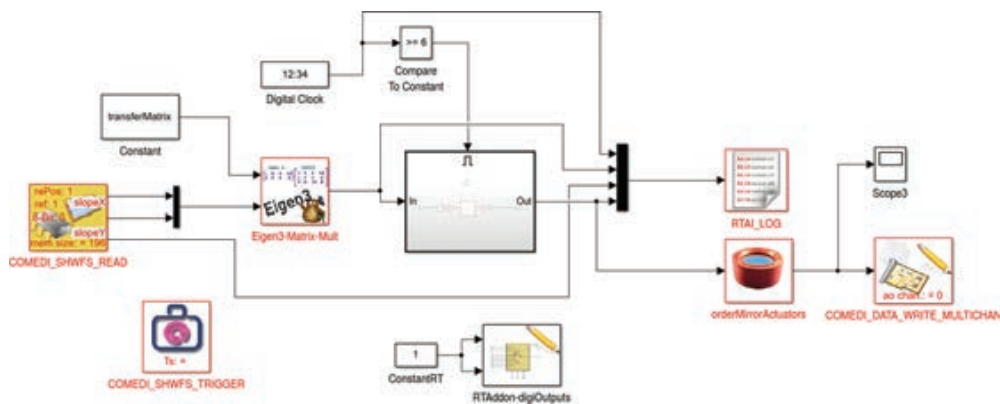 >= 6
Compare
To Constant
12:34
Digital Clock
transferMatrix
Constant
Eigen3
Eigen3-Matrix-Mult
In
Out
rePos: 1
ref: 1
slopeX
slopeY
mem size: = 196
COMEDI_SHWFS_READ
RTAI_LOG
Scope3
orderMirrorActuators
ao chan.: = 0
COMEDI_DATA_WRITE_MULTICHAN
Ts: =
COMEDI_SHWFS_TRIGGER
1
ConstantRT
RTAddon-digiOutputs